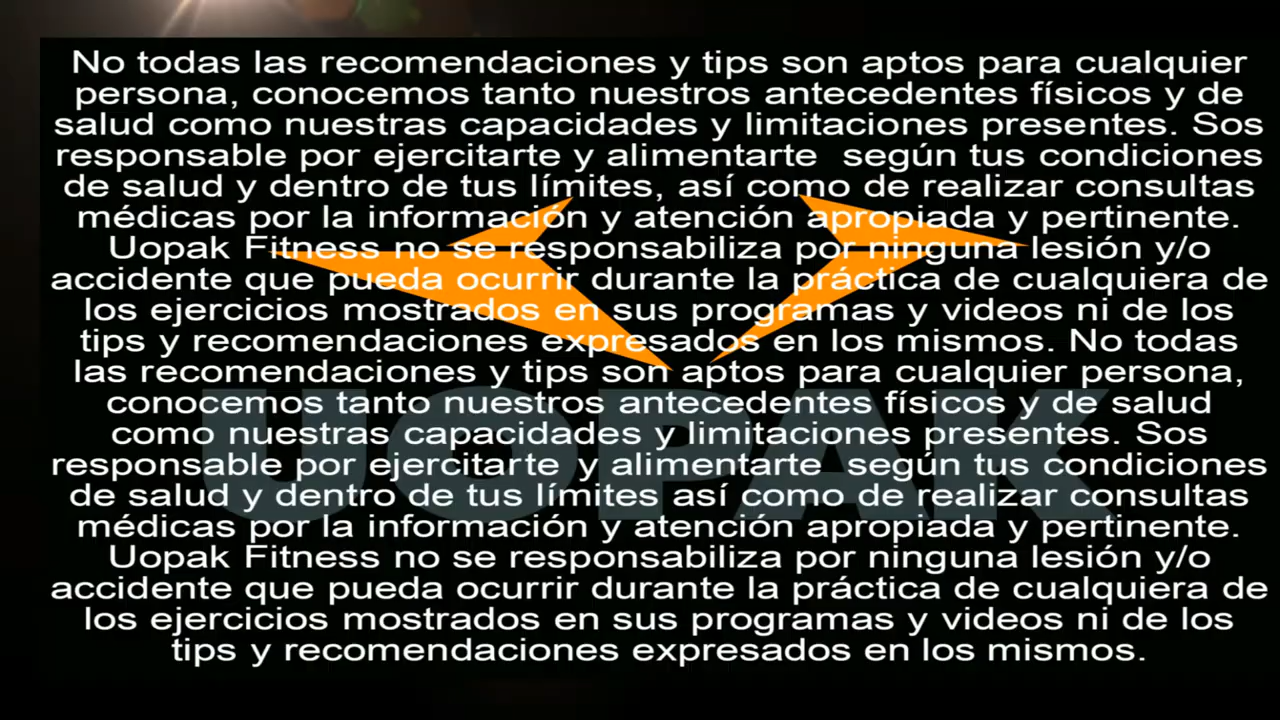 No todas las recomendaciones y tips son aptos para cualquier
persona, conocemos tanto nuestros antecedentes físicos y de
salud como nuestras capacidades y limitaciones presentes. Sos
responsable por ejercitarte y alimentarte  según tus condiciones
de salud y dentro de tus límites, así como de realizar consultas
médicas por la información y atención apropiada y pertinente.
Uopak Fitness no se responsabiliza por ninguna lesión y/o
accidente que pueda ocurrir durante la práctica de cualquiera de
los ejercicios mostrados en sus programas y videos ni de los
tips y recomendaciones expresados en los mismos. No todas
las recomendaciones y tips son aptos para cualquier persona,
conocemos tanto nuestros antecedentes físicos y de salud
como nuestras capacidades y limitaciones presentes. Sos
responsable por ejercitarte y alimentarte  según tus condiciones
de salud y dentro de tus límites así como de realizar consultas
médicas por la información y atención apropiada y pertinente.
Uopak Fitness no se responsabiliza por ninguna lesión y/o
accidente que pueda ocurrir durante la práctica de cualquiera de
los ejercicios mostrados en sus programas y videos ni de los
tips y recomendaciones expresados en los mismos.
UOPAK